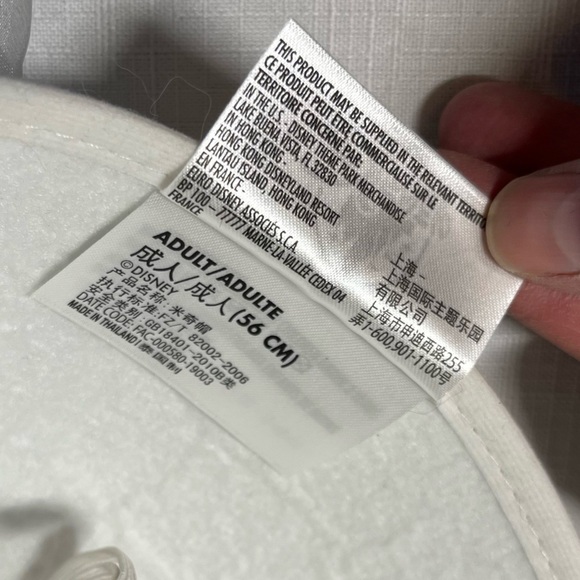 THIS PRODUCT MAY BE SUPPLIED IN THE RELEVANT
CE PRODUIT PEUT ÊTRE COMMERCIALISÉ SUR LE
TERRITOIRE CONCERNÉ PAR:
IN THE U.S. - DISNEY THEME PARK MERCHANDISE
LAKE BUENA VISTA, FL 32830
IN HONG KONG -
HONG KONG DISNEYLAND RESORT
LANTAU ISLAND, HONG KONG
EN FRANCE -
EURO DISNEY ASSOCIÉS S.C.A.
BP 100 - 77777 MARNE-LA-VALLÉE CEDEX 04
FRANCE
上海 -
上海国际主题乐园
有限公司
上海市申迪西路255
弄1-600,901-1100号
ADULT/ADULTE
成人/成人(56 CM)
©DISNEY
产品名称: 米奇帽
执行标准: FZ/T 82002-2006
安全类别: GB18401-2010B类
DATE CODE: FAC-000580-19003
MADE IN THAILAND/泰国制